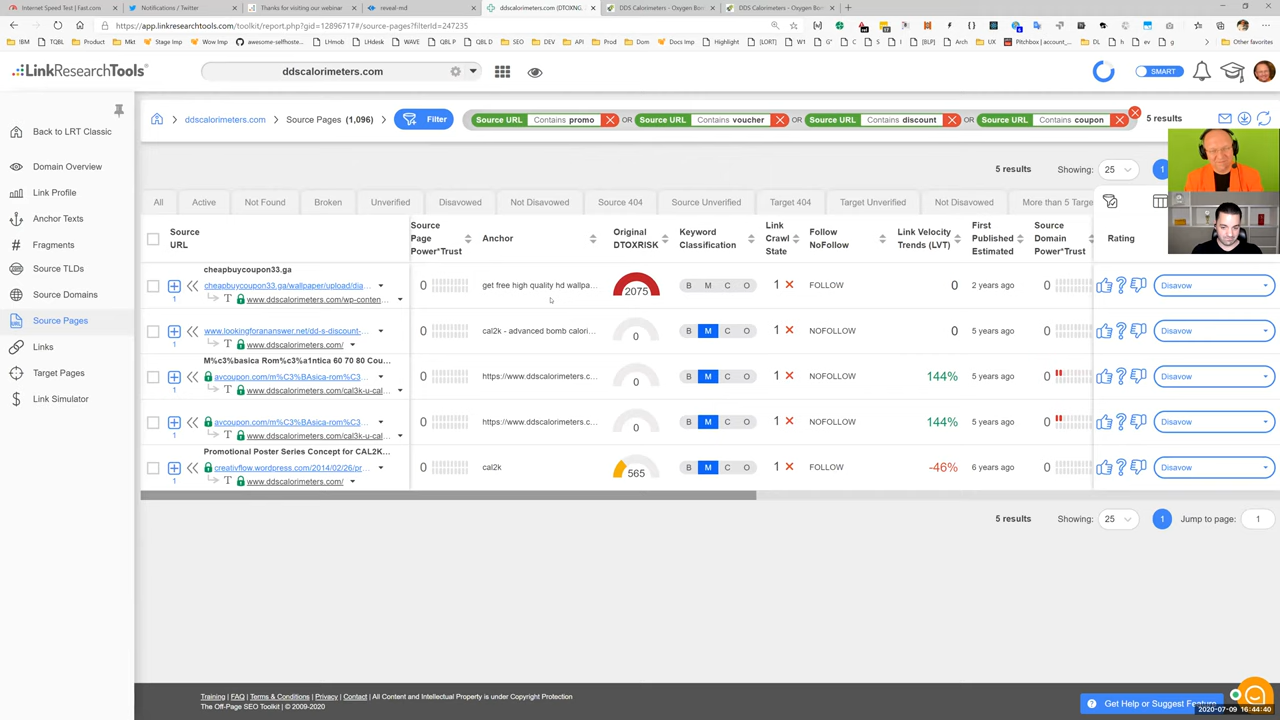 Internet Speed Test | Fast.com
Notifications / Twitter
Thanks for visiting our webinar
reveal-md
ddscalorimeters.com (DTOXRISK
DDS Calorimeters - Oxygen Bo
DDS Calorimeters - Oxygen Bo
https://app.linkresearchtools.com/toolkit/report.php?id=12896717#/source-pages?filterId=247235
!BM
TQBL
Product
Mkt
Stage Imp
Wow Imp
awesome-selfhoste
LHmob
LHdesk
WAVE
QBL P
QBL D
SEO
DEV
API
Prod
Dom
Docs Imp
Highlight
[LORT]
[BLP]
Arch
UX
Pitchbox | account_
DL
Other favorites
LinkResearchTools
ddscalorimeters.com
SMART
Back to LRT Classic
Domain Overview
Link Profile
Anchor Texts
Fragments
Source TLDs
Source Domains
Source Pages
Links
Target Pages
Link Simulator
ddscalorimeters.com > Source Pages (1,096) > Filter
Source URL Contains promo OR Source URL Contains voucher OR Source URL Contains discount OR Source URL Contains coupon 5 results
5 results Showing: 25 1
All Active Not Found Broken Unverified Disavowed Not Disavowed Source 404 Source Unverified Target 404 Target Unverified Not Disavowed More than 5 Targe
Source URL
Source Page Power*Trust
Anchor
Original DTOXRISK
Keyword Classification
Link Crawl State
Follow NoFollow
Link Velocity Trends (LVT)
First Published Estimated
Source Domain Power*Trust
Rating
cheapbuycoupon33.ga
cheapbuycoupon33.ga/wallpaper/upload/dia... 0 get free high quality hd wallpa... 2075 B M C O 1 FOLLOW 0 2 years ago 0 Disavow
1 T www.ddscalorimeters.com/wp-conten...
www.lookingforananswer.net/dd-s-discount-... 0 cal2k - advanced bomb calori... 0 B M C O 1 NOFOLLOW 0 5 years ago 0 Disavow
1 T www.ddscalorimeters.com/
M%c3%basica Rom%c3%a1ntica 60 70 80 Cou...
avcoupon.com/m%C3%BAsica-rom%C3... 0 https://www.ddscalorimeters.c... 0 B M C O 1 NOFOLLOW 144% 5 years ago 0 Disavow
1 www.ddscalorimeters.com/cal3k-u-cal...
avcoupon.com/m%C3%BAsica-rom%C3... 0 https://www.ddscalorimeters.c... 0 B M C O 1 NOFOLLOW 144% 5 years ago 0 Disavow
1 www.ddscalorimeters.com/cal3k-u-cal...
Promotional Poster Series Concept for CAL2K...
creativflow.wordpress.com/2014/02/26/pr... 0 cal2k 565 B M C O 1 FOLLOW -46% 6 years ago 0 Disavow
1 T www.ddscalorimeters.com/
5 results Showing: 25 1 Jump to page: 1
Training | FAQ | Terms & Conditions | Privacy | Contact | All Content and Intellectual Property is under Copyright Protection
The Off-Page SEO Toolkit | © 2009-2020
Get Help or Suggest Feature
2020-07-09 16:44:40